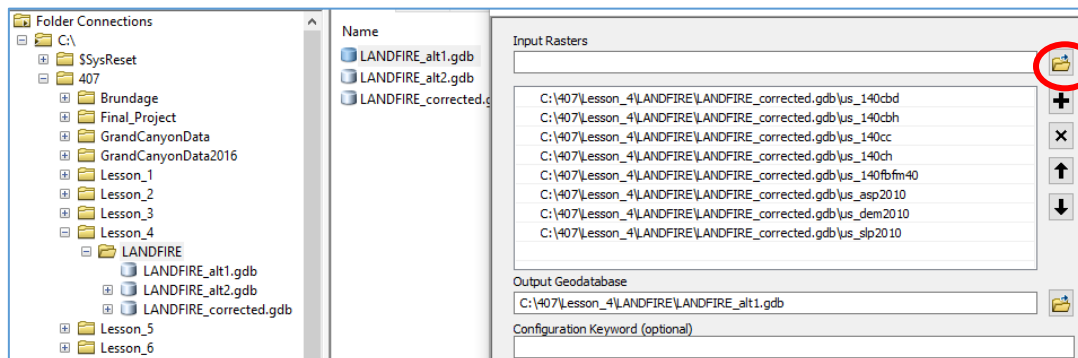 Folder Connections
C:\
$SysReset
407
Brundage
Final_Project
GrandCanyonData
GrandCanyonData2016
Lesson_1
Lesson_2
Lesson_3
Lesson_4
LANDFIRE
LANDFIRE_alt1.gdb
LANDFIRE_alt2.gdb
LANDFIRE_corrected.gdb
Lesson_5
Lesson_6
Name
LANDFIRE_alt1.gdb
LANDFIRE_alt2.gdb
LANDFIRE_corrected.g
Input Rasters
C:\407\Lesson_4\LANDFIRE\LANDFIRE_corrected.gdb\us_140cbd
C:\407\Lesson_4\LANDFIRE\LANDFIRE_corrected.gdb\us_140cbh
C:\407\Lesson_4\LANDFIRE\LANDFIRE_corrected.gdb\us_140cc
C:\407\Lesson_4\LANDFIRE\LANDFIRE_corrected.gdb\us_140ch
C:\407\Lesson_4\LANDFIRE\LANDFIRE_corrected.gdb\us_140fbfm40
C:\407\Lesson_4\LANDFIRE\LANDFIRE_corrected.gdb\us_asp2010
C:\407\Lesson_4\LANDFIRE\LANDFIRE_corrected.gdb\us_dem2010
C:\407\Lesson_4\LANDFIRE\LANDFIRE_corrected.gdb\us_slp2010
Output Geodatabase
C:\407\Lesson_4\LANDFIRE\LANDFIRE_alt1.gdb
Configuration Keyword (optional)